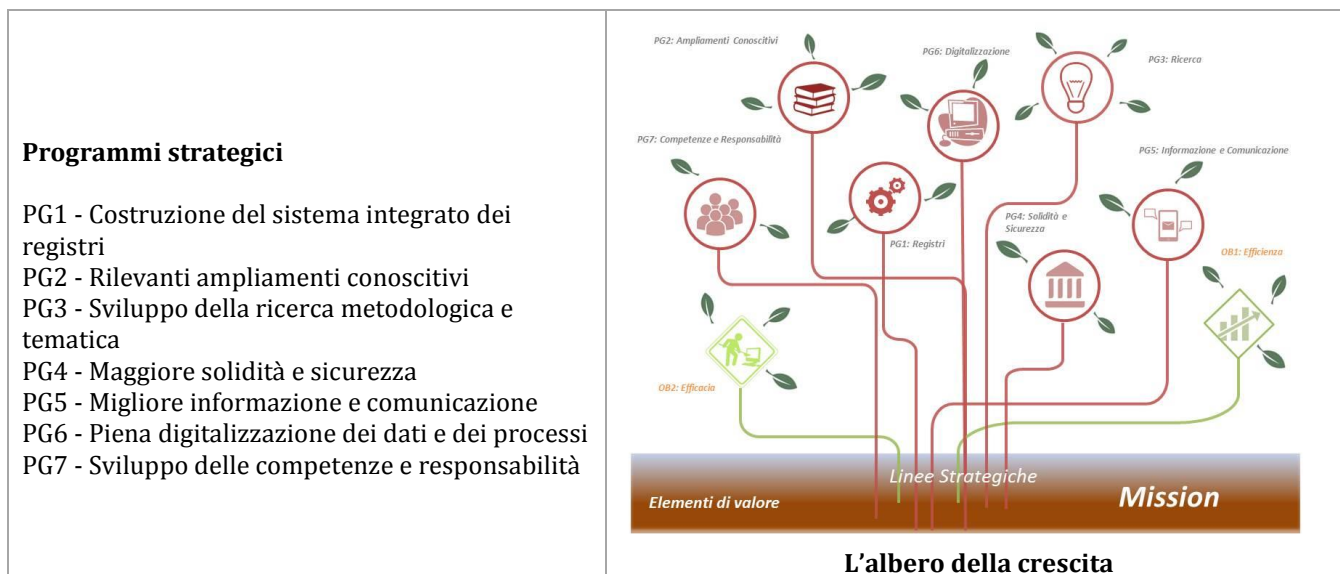 Programmi strategici
PG1 - Costruzione del sistema integrato dei
registri
PG2 - Rilevanti ampliamenti conoscitivi
PG3 - Sviluppo della ricerca metodologica e
tematica
PG4 - Maggiore solidità e sicurezza
PG5 - Migliore informazione e comunicazione
PG6 - Piena digitalizzazione dei dati e dei processi
PG7 - Sviluppo delle competenze e responsabilità
PG2: Ampliamenti Conoscitivi
PG6: Digitalizzazione
PG3: Ricerca
PG7: Competenze e Responsabilità
PG5: Informazione e Comunicazione
PG4: Solidità e
Sicurezza
PG1: Registri
OB1: Efficienza
OB2: Efficacia
Linee Strategiche
Elementi di valore
Mission
L'albero della crescita